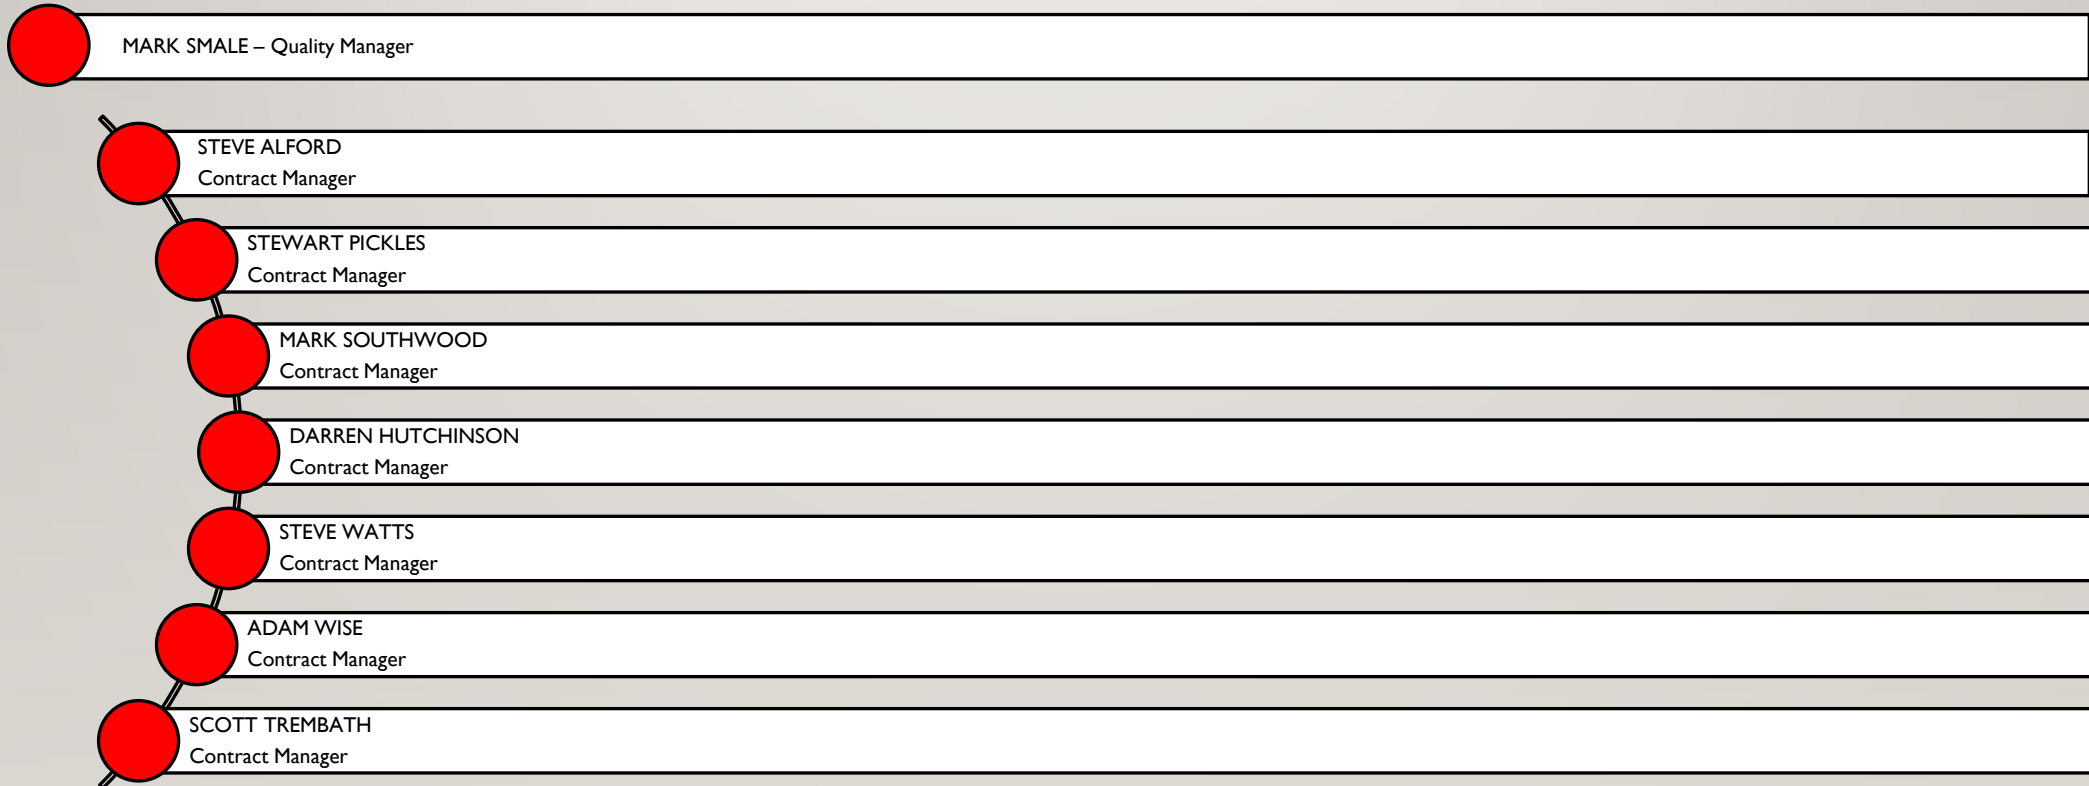 MARK SMALE – Quality Manager
STEVE ALFORD
Contract Manager
STEWART PICKLES
Contract Manager
MARK SOUTHWOOD
Contract Manager
DARREN HUTCHINSON
Contract Manager
STEVE WATTS
Contract Manager
ADAM WISE
Contract Manager
SCOTT TREMBATH
Contract Manager